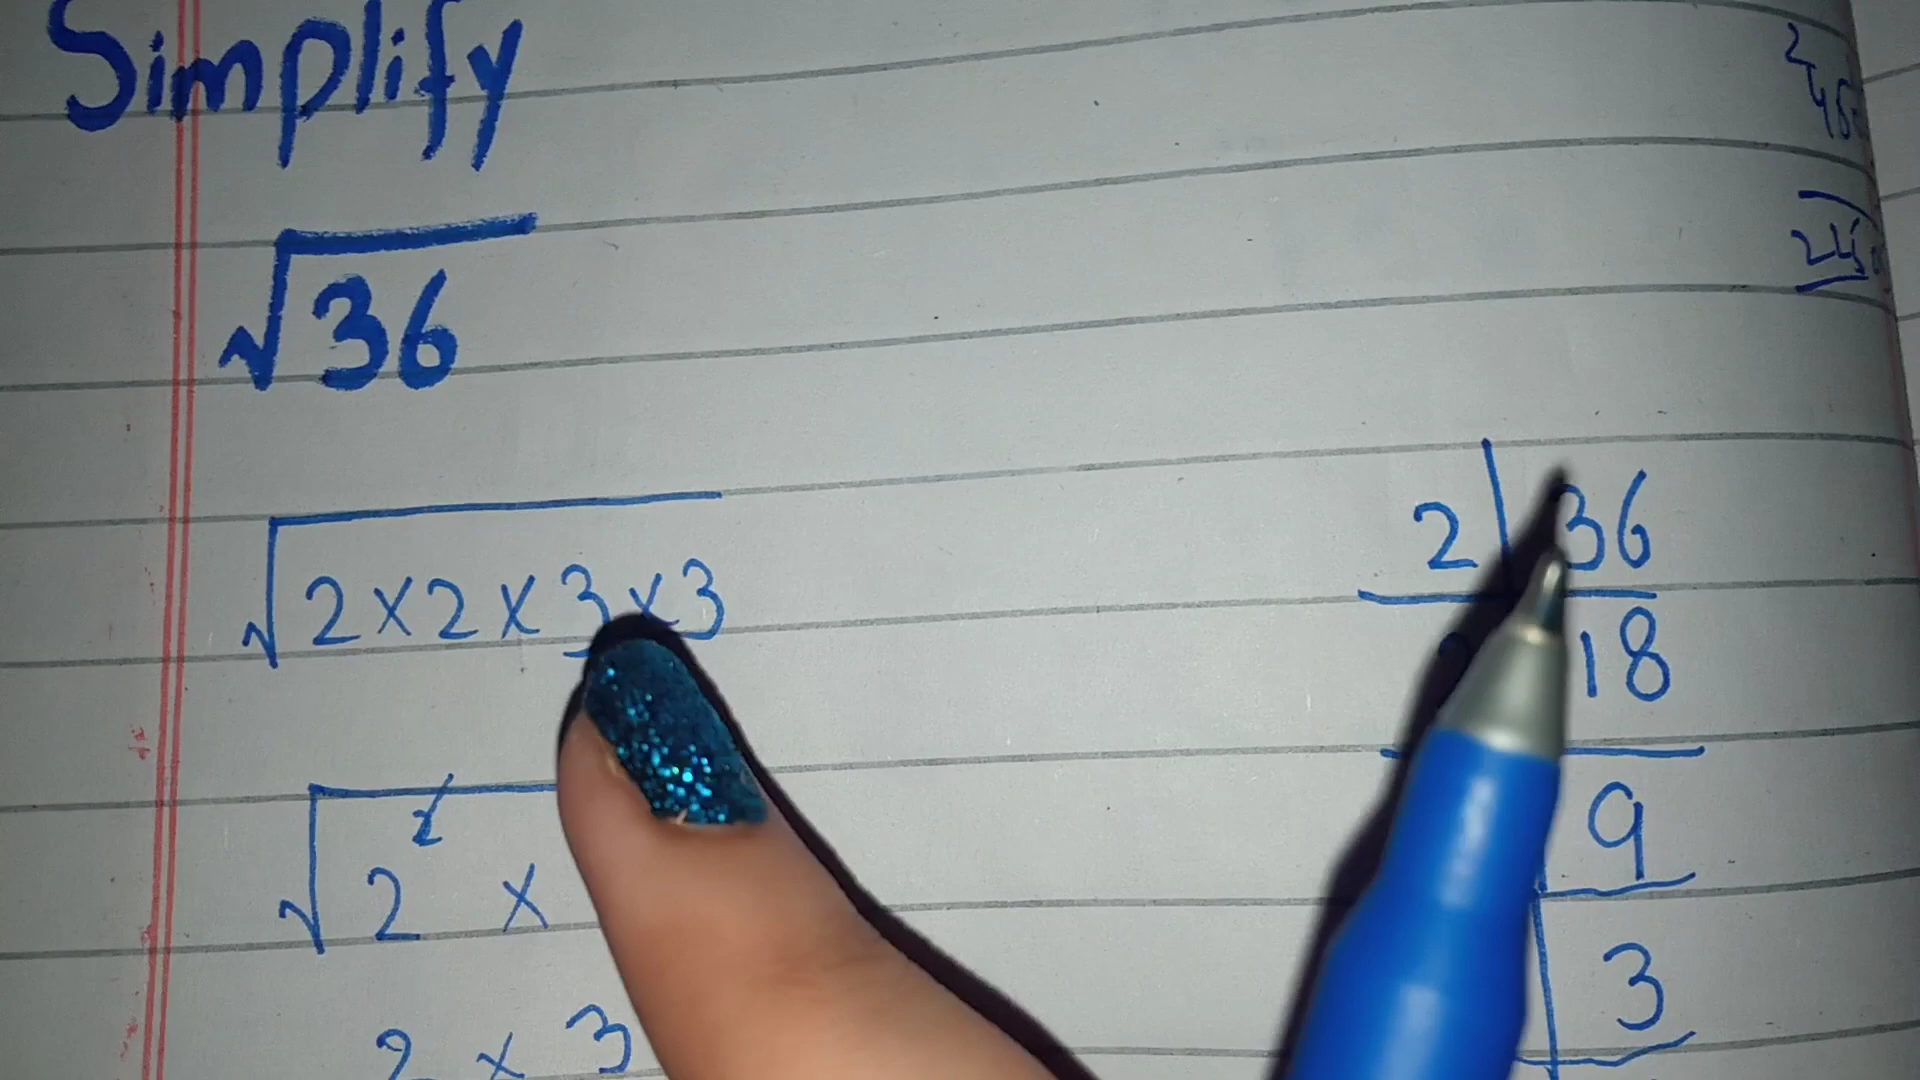 Simplify
√36
√2×2×3×3
2 | 36
18
9
3
√2² ×
2 × 3